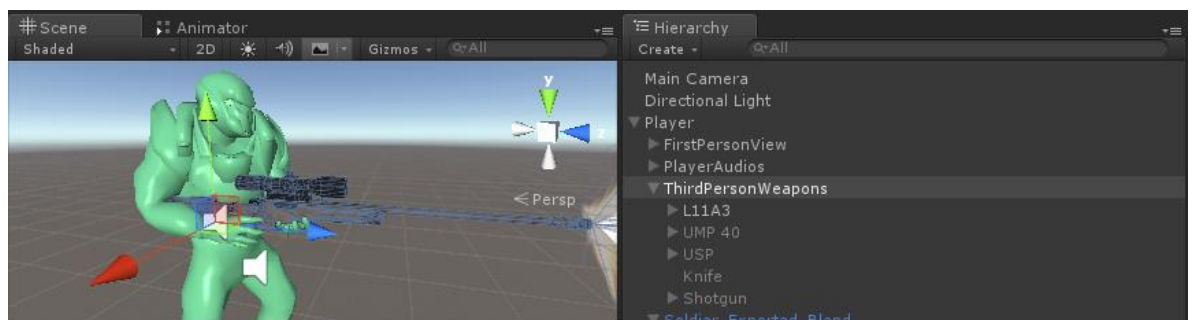 Scene
Animator
Shaded
2D
Gizmos
All
y
z
Persp
Hierarchy
Create
All
Main Camera
Directional Light
Player
FirstPersonView
PlayerAudios
ThirdPersonWeapons
L11A3
UMP 40
USP
Knife
Shotgun